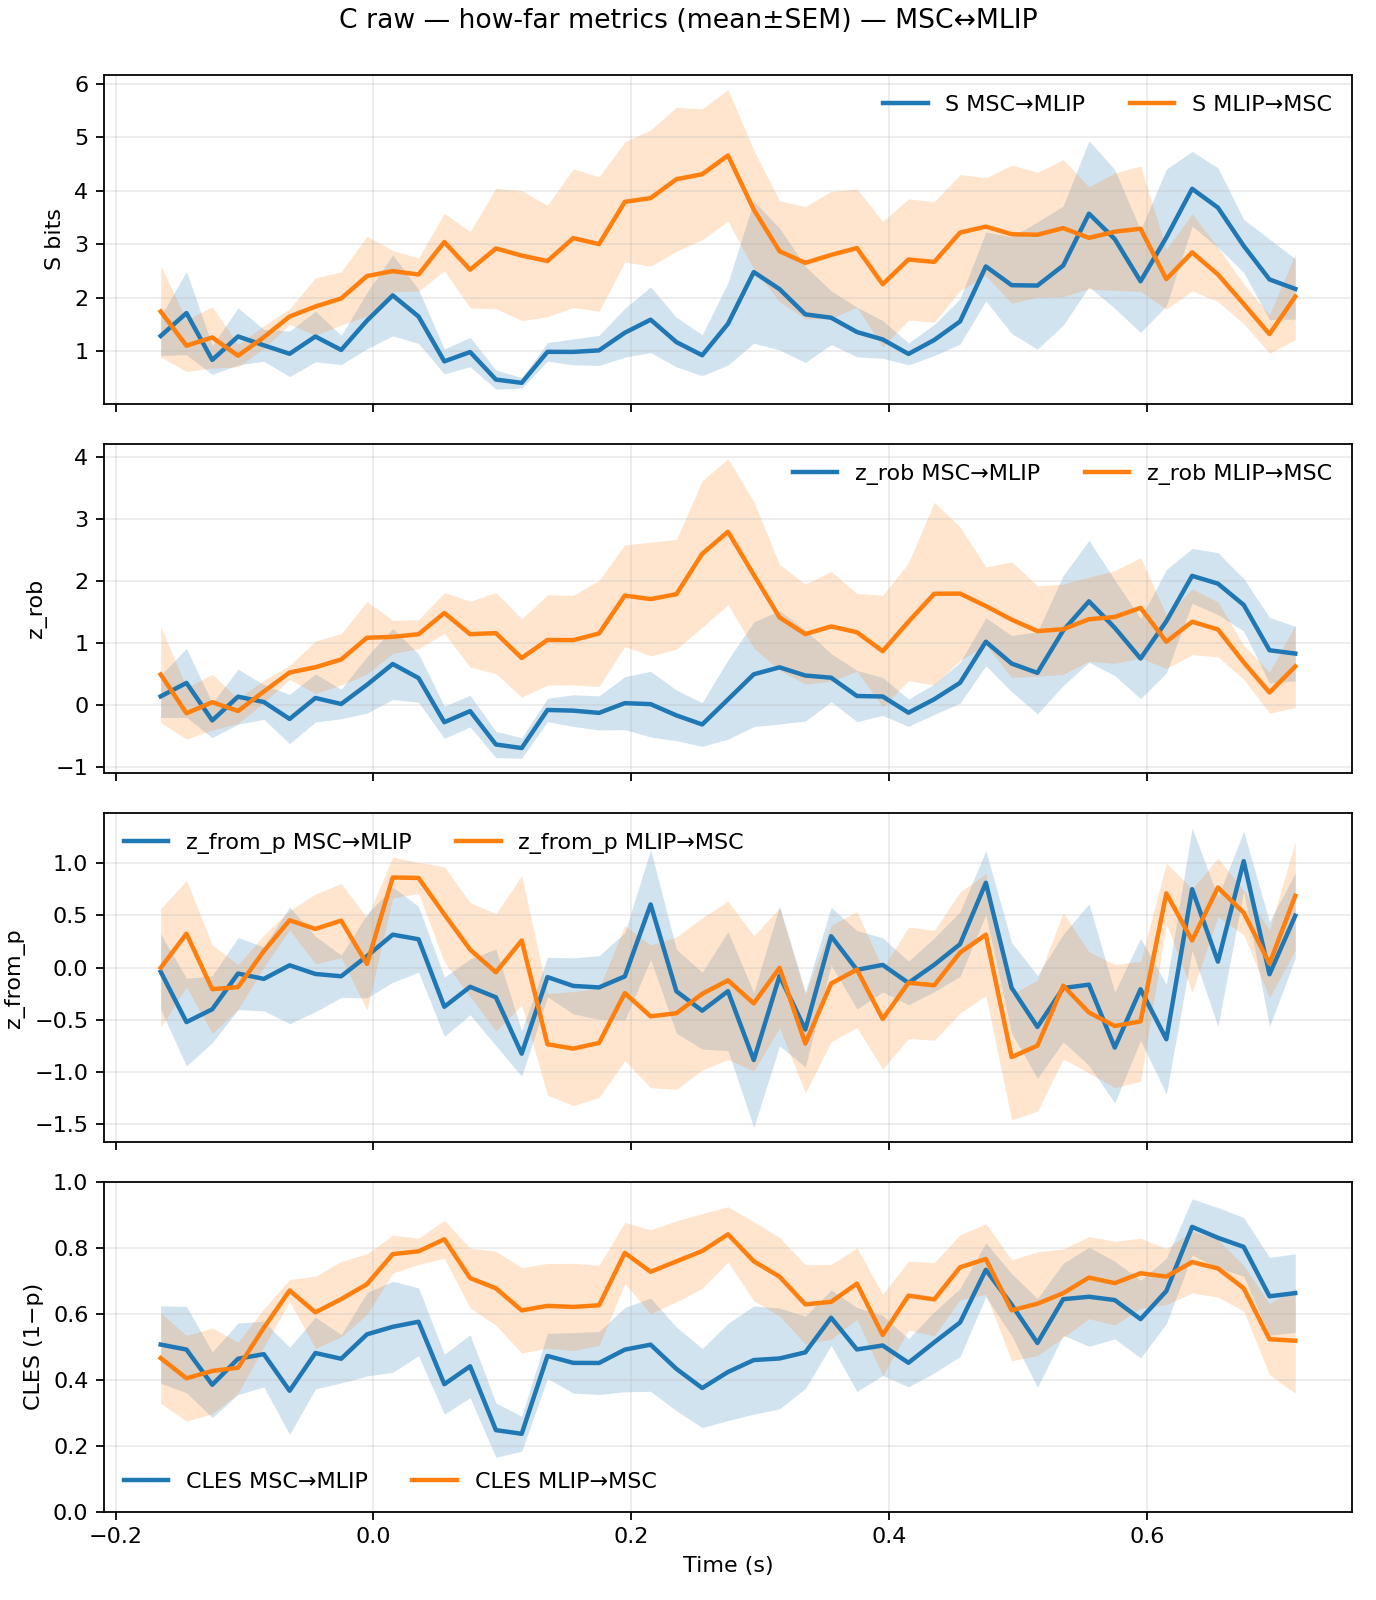 C raw — how-far metrics (mean±SEM) — MSC↔MLIP
S bits
6
5
4
3
2
1
S MSC→MLIP
S MLIP→MSC
z_rob
4
3
2
1
0
−1
z_rob MSC→MLIP
z_rob MLIP→MSC
z_from_p
1.0
0.5
0.0
−0.5
−1.0
−1.5
z_from_p MSC→MLIP
z_from_p MLIP→MSC
CLES (1−p)
1.0
0.8
0.6
0.4
0.2
0.0
CLES MSC→MLIP
CLES MLIP→MSC
−0.2
0.0
0.2
0.4
0.6
Time (s)